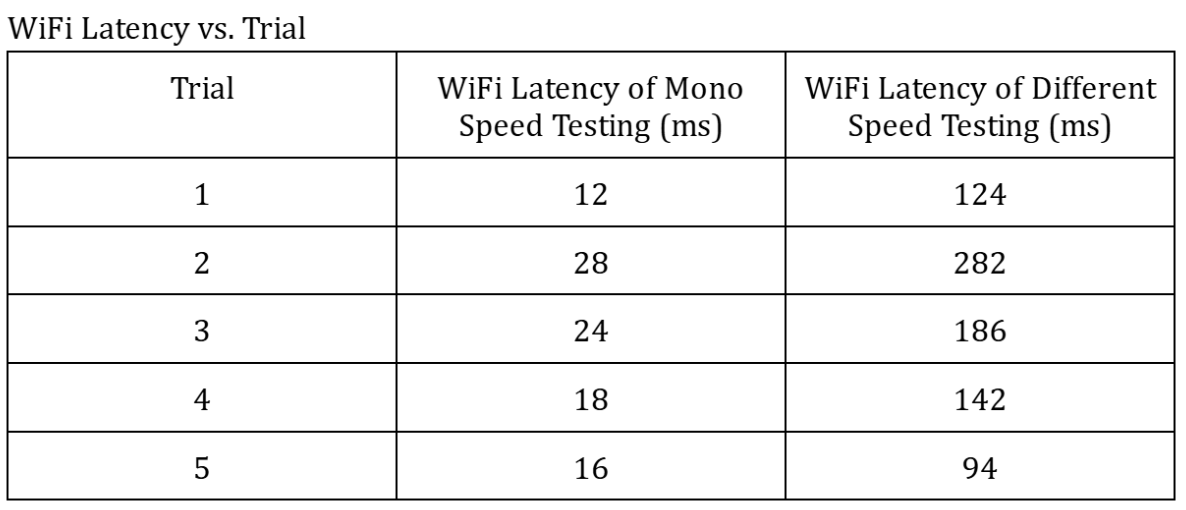 WiFi Latency vs. Trial
Trial
WiFi Latency of Mono
Speed Testing (ms)
WiFi Latency of Different
Speed Testing (ms)
1 12 124
2 28 282
3 24 186
4 18 142
5 16 94